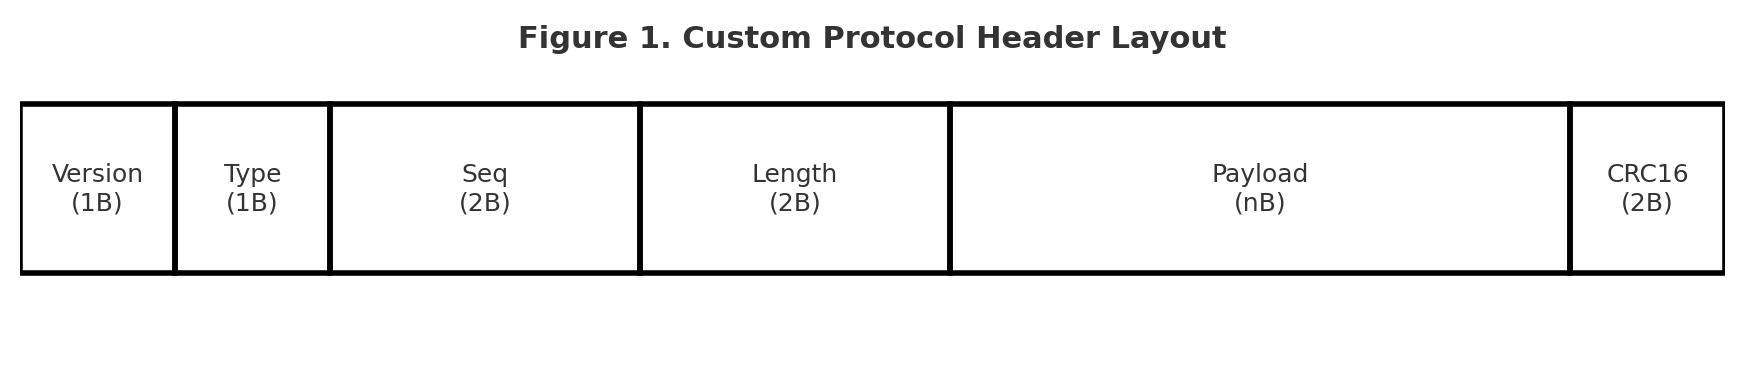 Figure 1. Custom Protocol Header Layout
Version
(1B)
Type
(1B)
Seq
(2B)
Length
(2B)
Payload
(nB)
CRC16
(2B)